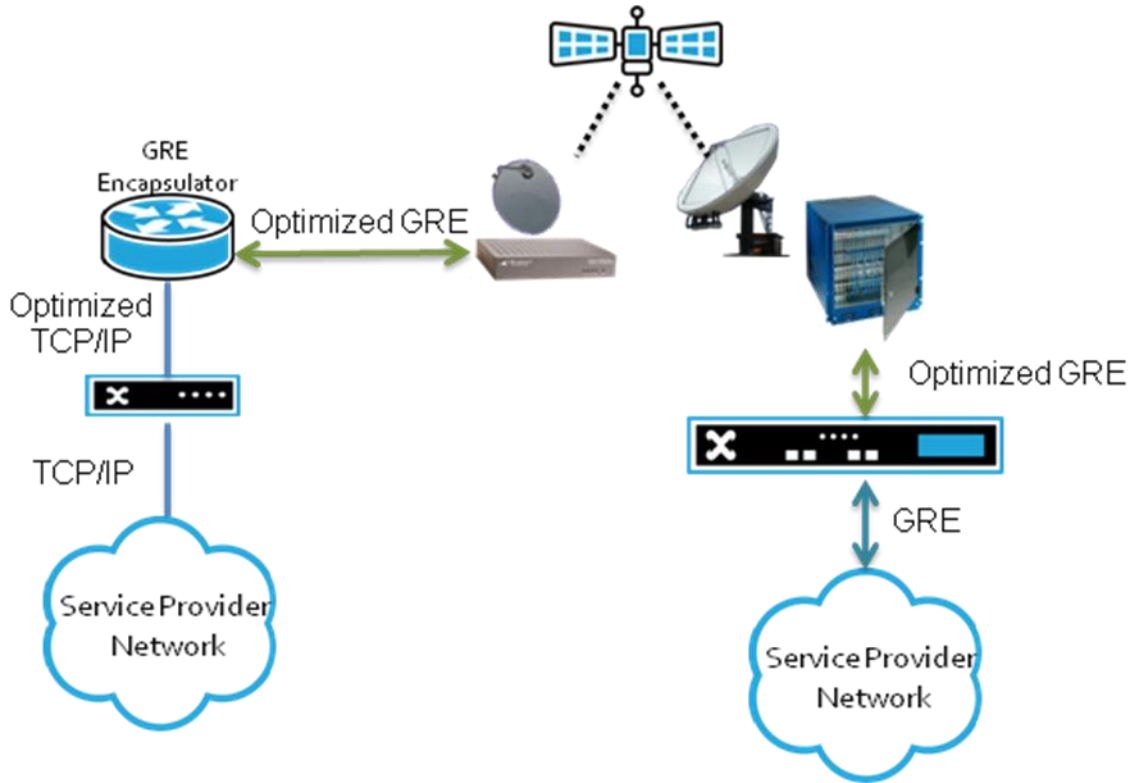 GRE
Encapsulator
Optimized GRE
Optimized
TCP/IP
TCP/IP
Service Provider
Network
Optimized GRE
GRE
Service Provider
Network